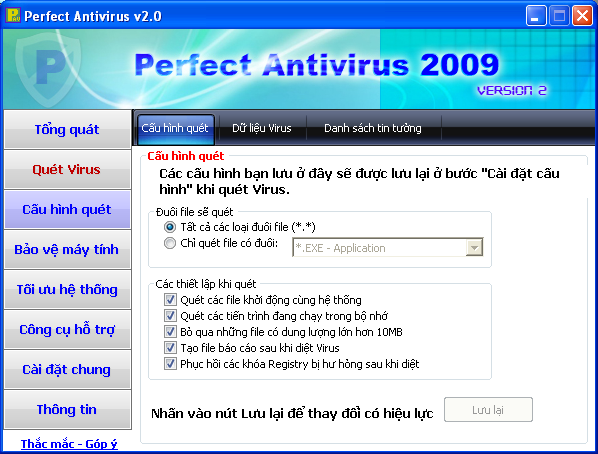 Perfect Antivirus v2.0
Perfect Antivirus 2009
VERSION 2
Tổng quát
Quét Virus
Cấu hình quét
Bảo vệ máy tính
Tối ưu hệ thống
Công cụ hỗ trợ
Cài đặt chung
Thông tin
Thắc mắc - Góp ý
Cấu hình quét
Dữ liệu Virus
Danh sách tin tưởng
Cấu hình quét
Các cấu hình bạn lưu ở đây sẽ được lưu lại ở bước "Cài đặt cấu
hình" khi quét Virus.
Đuôi file sẽ quét
Tất cả các loại đuôi file (*.*)
Chỉ quét file có đuôi:
*.EXE - Application
Các thiết lập khi quét
Quét các file khởi động cùng hệ thống
Quét các tiến trình đang chạy trong bộ nhớ
Bỏ qua những file có dung lượng lớn hơn 10MB
Tạo file báo cáo sau khi diệt Virus
Phục hồi các khóa Registry bị hư hỏng sau khi diệt
Nhấn vào nút Lưu lại để thay đổi có hiệu lực
Lưu lại